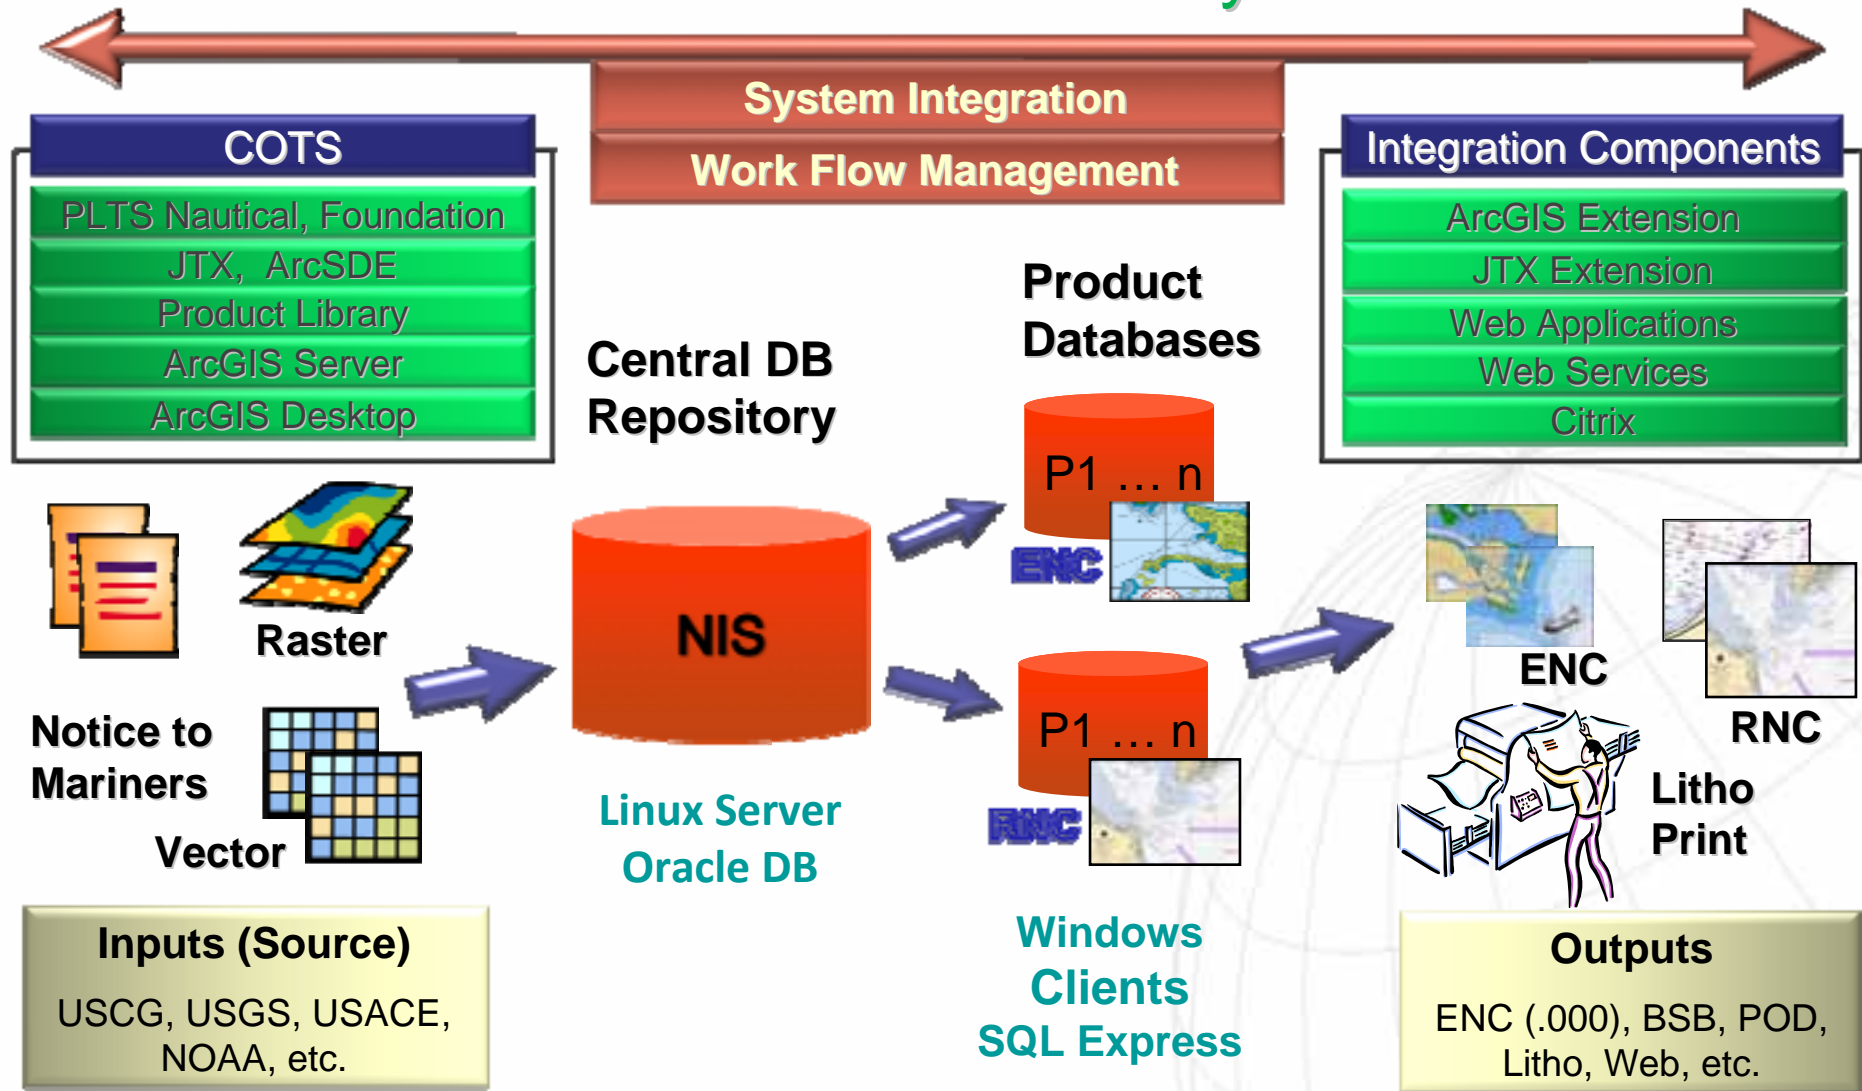 System Integration
Work Flow Management
COTS
PLTS Nautical, Foundation
JTX, ArcSDE
Product Library
ArcGIS Server
ArcGIS Desktop
Integration Components
ArcGIS Extension
JTX Extension
Web Applications
Web Services
Citrix
Central DB
Repository
Product
Databases
Raster
Notice to
Mariners
Vector
NIS
Linux Server
Oracle DB
P1 ... n
ENC
P1 ... n
RNC
Windows
Clients
SQL Express
ENC
RNC
Litho
Print
Inputs (Source)
USCG, USGS, USACE,
NOAA, etc.
Outputs
ENC (.000), BSB, POD,
Litho, Web, etc.